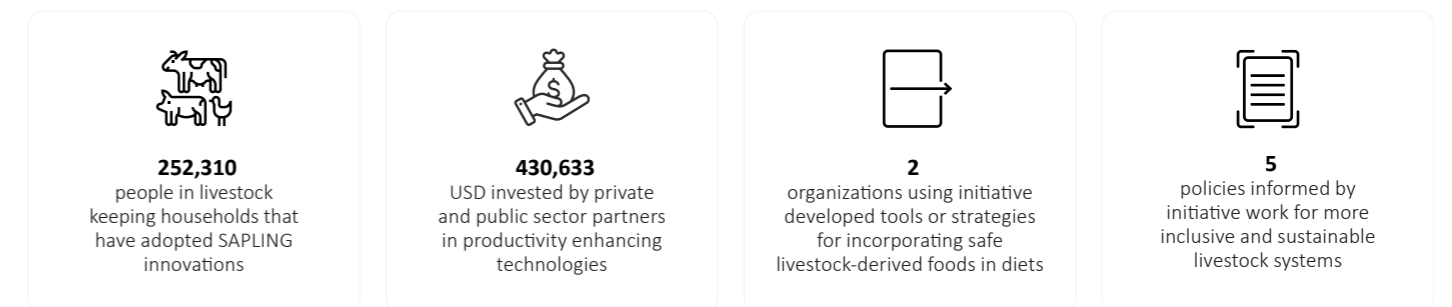 252,310
people in livestock
keeping households that
have adopted SAPLING
innovations
430,633
USD invested by private
and public sector partners
in productivity enhancing
technologies
2
organizations using initiative
developed tools or strategies
for incorporating safe
livestock-derived foods in diets
5
policies informed by
initiative work for more
inclusive and sustainable
livestock systems